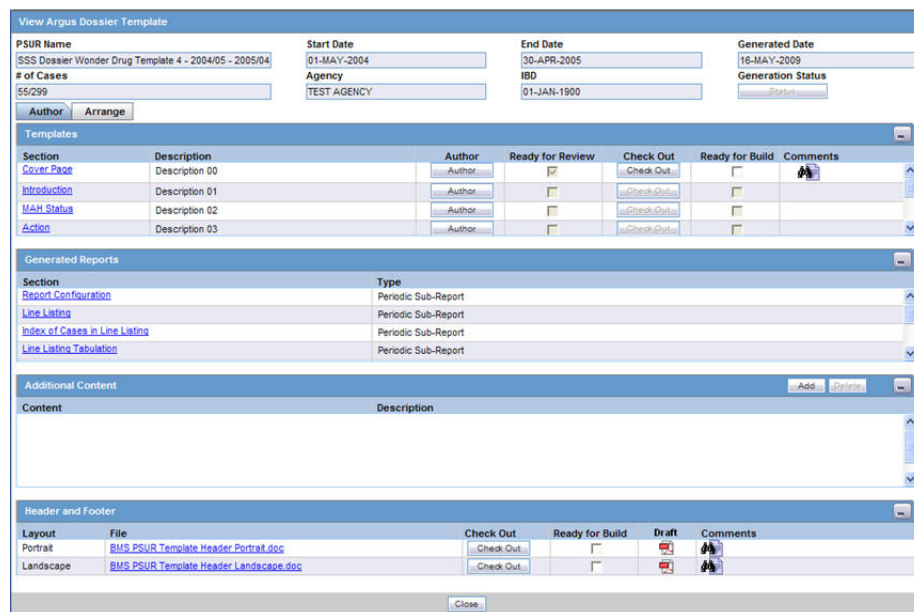 View Argus Dossier Template
PSUR Name Start Date End Date Generated Date
SSS Dossier Wonder Drug Template 4 - 2004/05 - 2005/04 01-MAY-2004 30-APR-2005 16-MAY-2009
# of Cases Agency IBD Generation Status
55/299 TEST AGENCY 01-JAN-1900 Status
Author Arrange
Templates
Section Description Author Ready for Review Check Out Ready for Build Comments
Cover Page Description 00 Author Check Out
Introduction Description 01 Author Check Out
MAH Status Description 02 Author Check Out
Action Description 03 Author Check Out
Generated Reports
Section Type
Report Configuration Periodic Sub-Report
Line Listing Periodic Sub-Report
Index of Cases in Line Listing Periodic Sub-Report
Line Listing Tabulation Periodic Sub-Report
Additional Content Add Delete
Content Description
Header and Footer
Layout File Check Out Ready for Build Draft Comments
Portrait BMS PSUR Template Header Portrait.doc Check Out
Landscape BMS PSUR Template Header Landscape.doc Check Out
Close